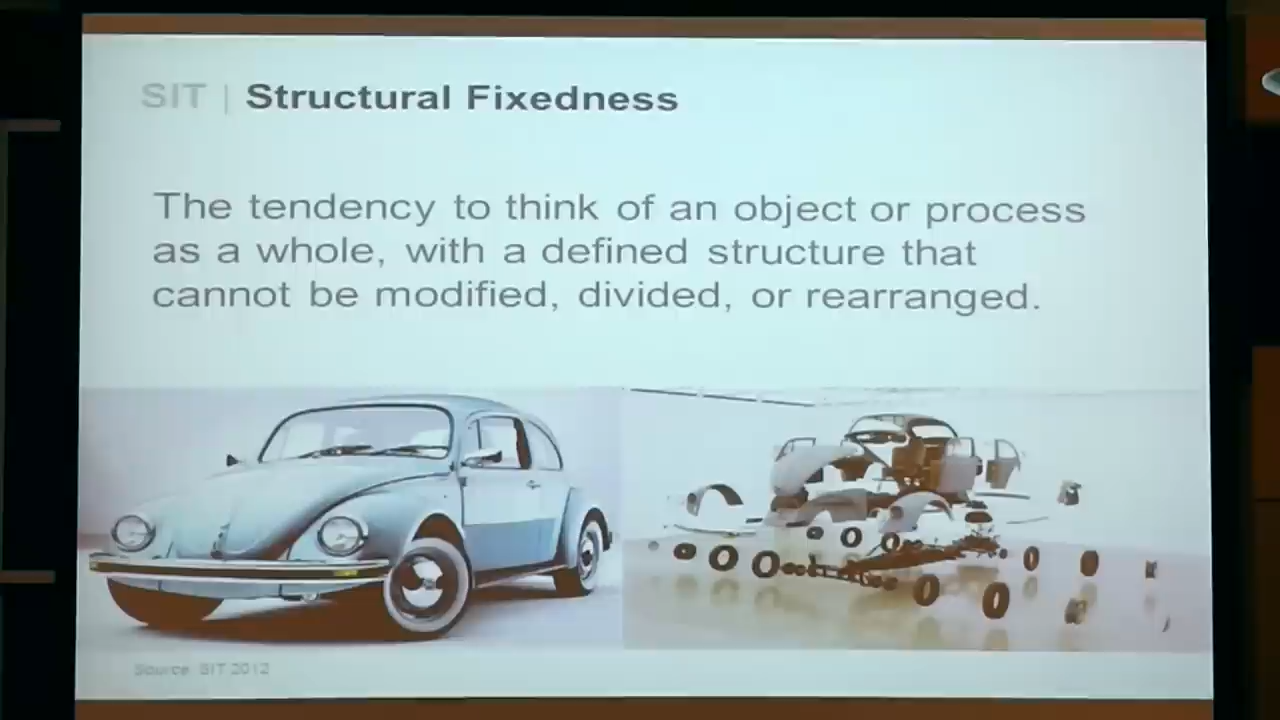 SIT | Structural Fixedness
The tendency to think of an object or process
as a whole, with a defined structure that
cannot be modified, divided, or rearranged.
Source: SIT 2012